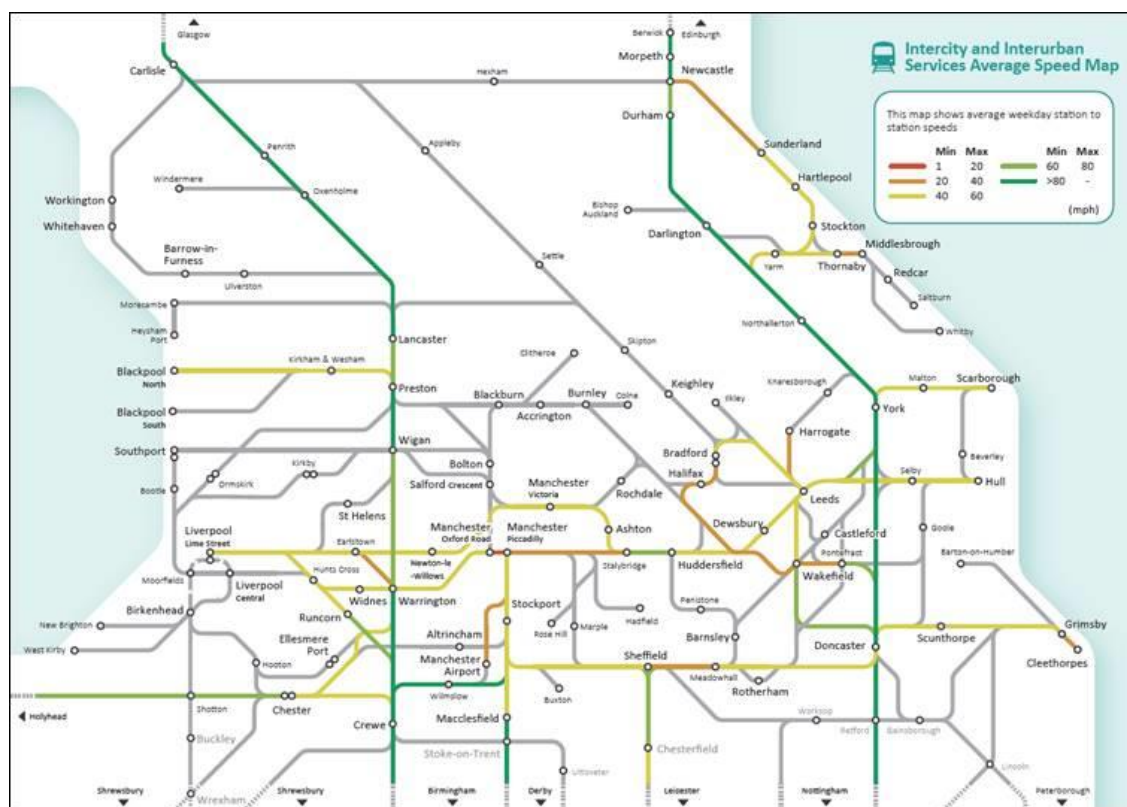 Glasgow
Berwick
Edinburgh
Morpeth
Carlisle
Hexham
Newcastle
Intercity and Interurban
Services Average Speed Map
This map shows average weekday station to
station speeds
Min Max Min Max
1 20 60 80
20 40 >80 -
40 60 (mph)
Durham
Sunderland
Penrith
Appleby
Windermere
Oxenholme
Hartlepool
Workington
Whitehaven
Bishop
Auckland
Stockton
Darlington
Middlesbrough
Barrow-in-
Furness
Ulverston
Settle
Yarm
Thornaby
Redcar
Saltburn
Whitby
Morecambe
Heysham
Port
Lancaster
Northallerton
Skipton
Clitheroe
Kirkham & Wesham
Blackpool
North
Preston
Blackburn
Burnley
Colne
Accrington
Keighley
Ilkley
Knaresborough
Malton
Scarborough
York
Blackpool
South
Harrogate
Southport
Wigan
Bradford
Halifax
Beverley
Bolton
Kirkby
Ormskirk
Salford Crescent
Manchester
Victoria
Rochdale
Leeds
Selby
Hull
Bootle
St Helens
Dewsbury
Castleford
Goole
Liverpool
Lime Street
Earlstown
Manchester
Oxford Road
Manchester
Piccadilly
Ashton
Pontefract
Barton-on-Humber
Newton-le
-Willows
Stalybridge
Huddersfield
Wakefield
Moorfields
Liverpool
Central
Hunts Cross
Widnes
Warrington
Runcorn
Stockport
Rose Hill
Marple
Hadfield
Penistone
Birkenhead
New Brighton
West Kirby
Ellesmere
Port
Hooton
Altrincham
Manchester
Airport
Barnsley
Doncaster
Scunthorpe
Grimsby
Cleethorpes
Sheffield
Meadowhall
Rotherham
Wilmslow
Buxton
Holyhead
Shotton
Chester
Crewe
Macclesfield
Worksop
Retford
Gainsborough
Buckley
Stoke-on-Trent
Chesterfield
Uttoxeter
Lincoln
Wrexham
Shrewsbury
Shrewsbury
Birmingham
Derby
Leicester
Nottingham
Peterborough